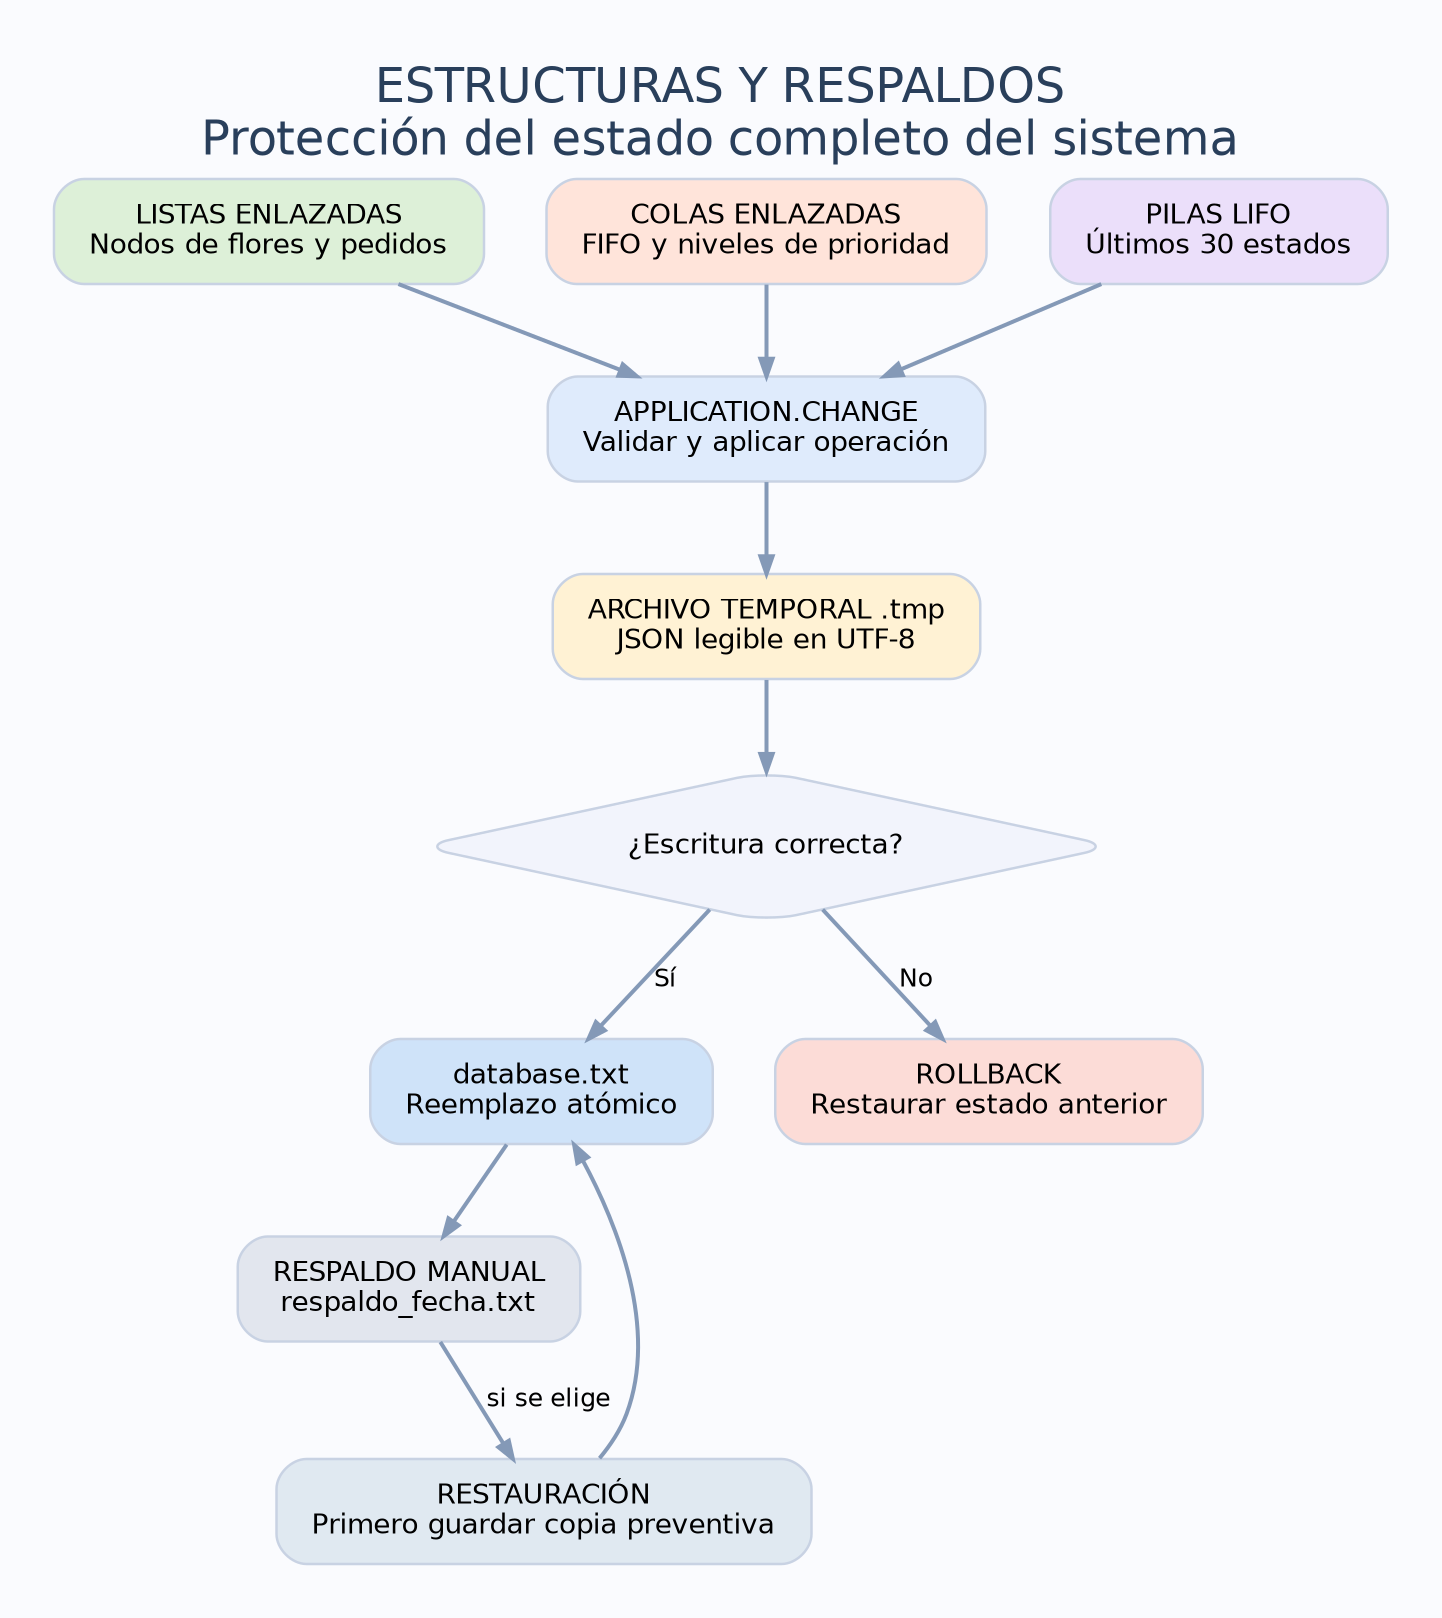 ESTRUCTURAS Y RESPALDOS
Protección del estado completo del sistema
LISTAS ENLAZADAS
Nodos de flores y pedidos
COLAS ENLAZADAS
FIFO y niveles de prioridad
PILAS LIFO
Últimos 30 estados
APPLICATION.CHANGE
Validar y aplicar operación
ARCHIVO TEMPORAL .tmp
JSON legible en UTF-8
¿Escritura correcta?
Sí
No
database.txt
Reemplazo atómico
ROLLBACK
Restaurar estado anterior
RESPALDO MANUAL
respaldo_fecha.txt
si se elige
RESTAURACIÓN
Primero guardar copia preventiva